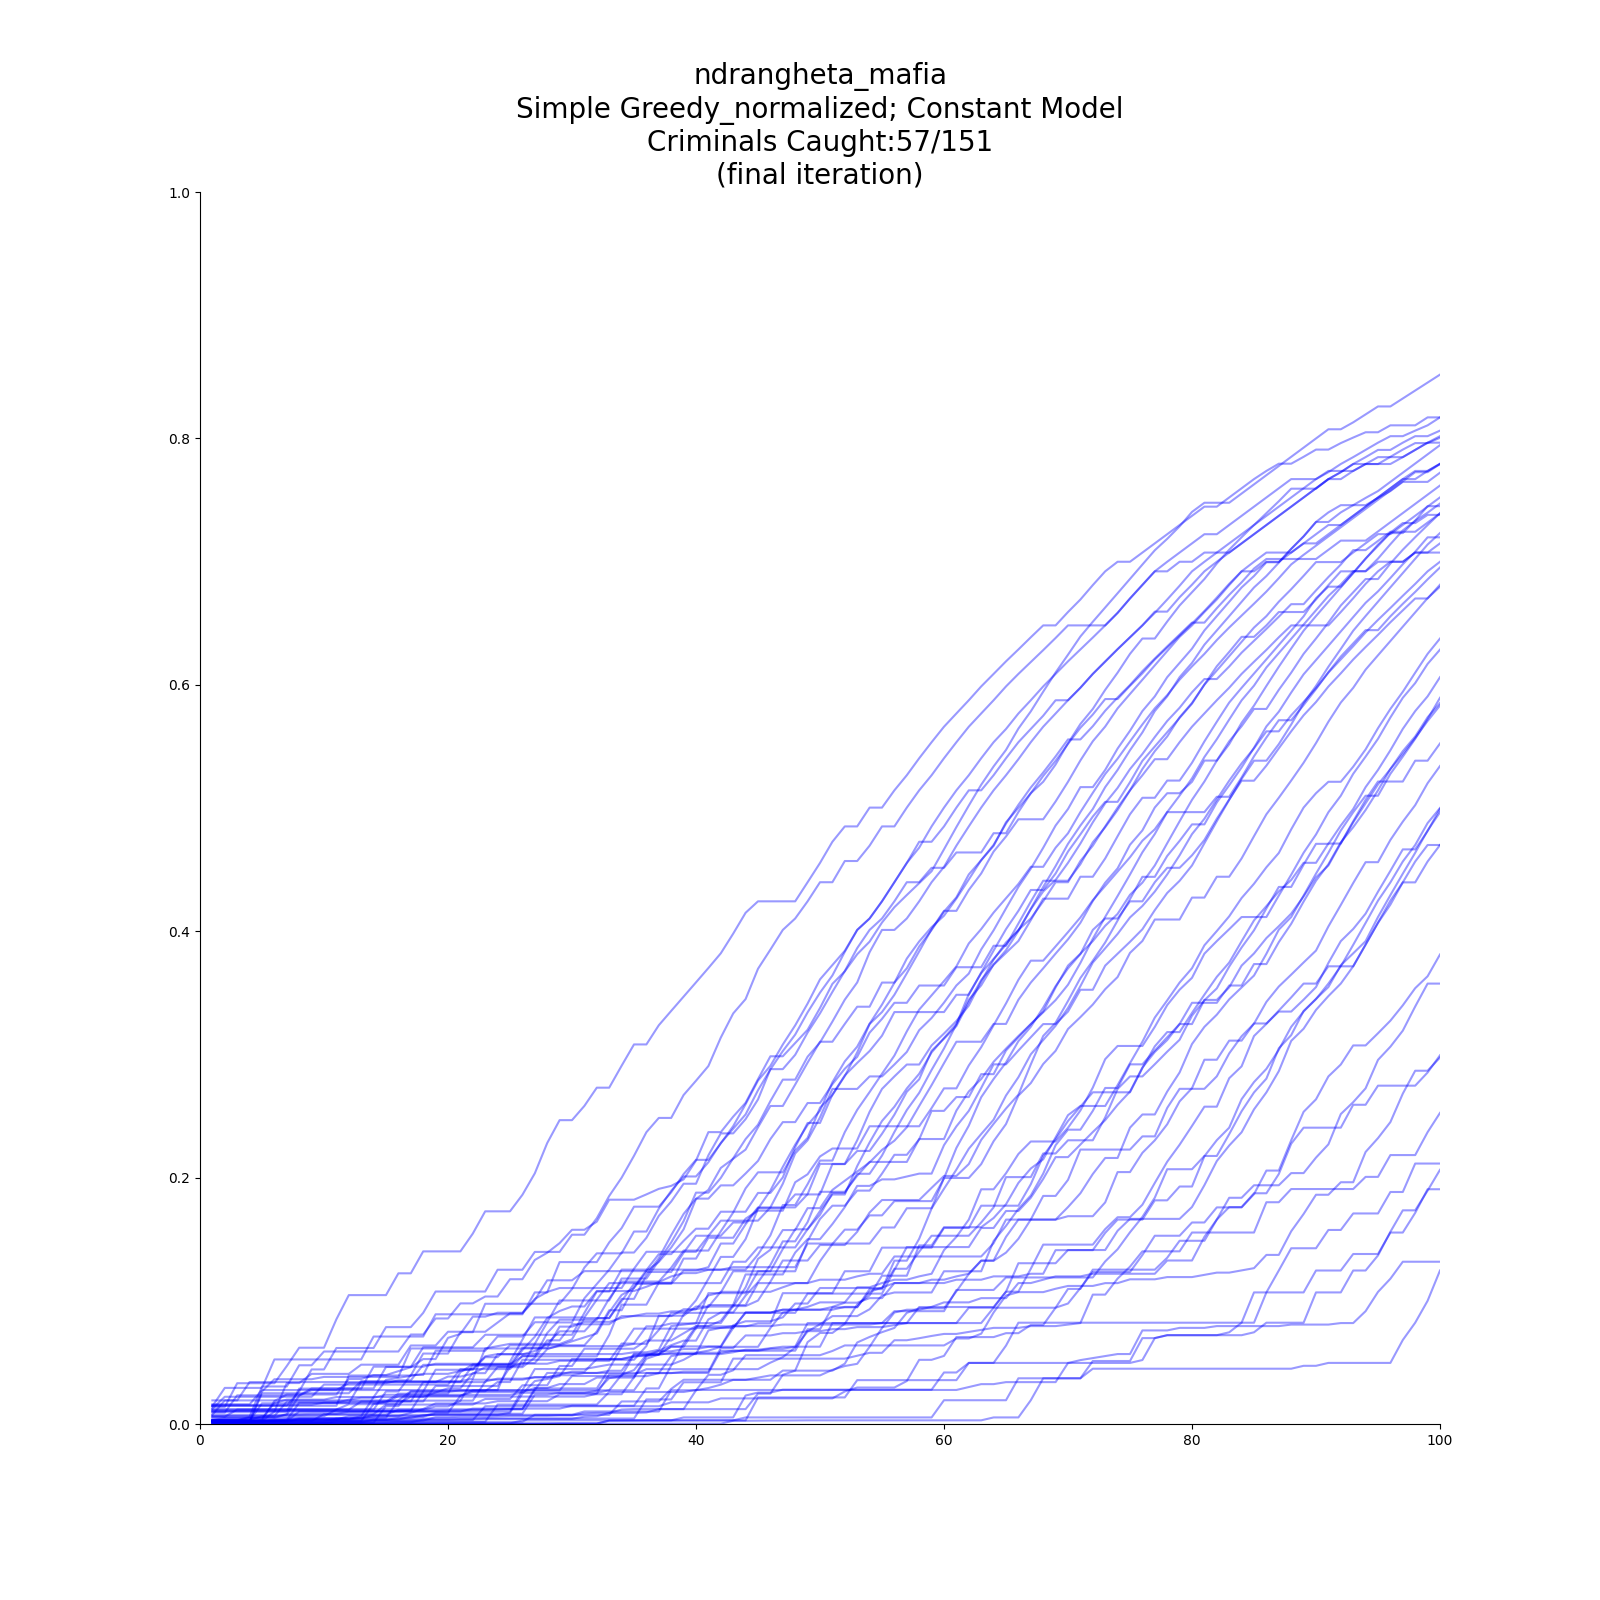 ndrangheta_mafia
Simple Greedy_normalized; Constant Model
Criminals Caught:57/151
(final iteration)
1.0
0.8
0.6
0.4
0.2
0.0
0 20 40 60 80 100